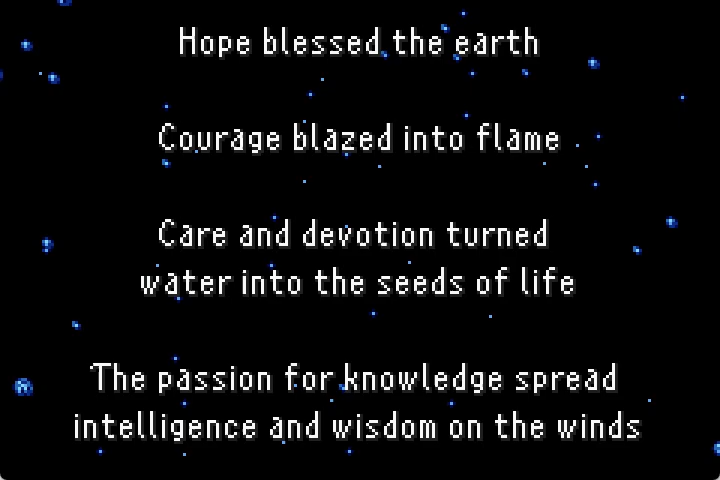 Hope blessed the earth
Courage blazed into flame
Care and devotion turned
water into the seeds of life
The passion for knowledge spread
intelligence and wisdom on the winds